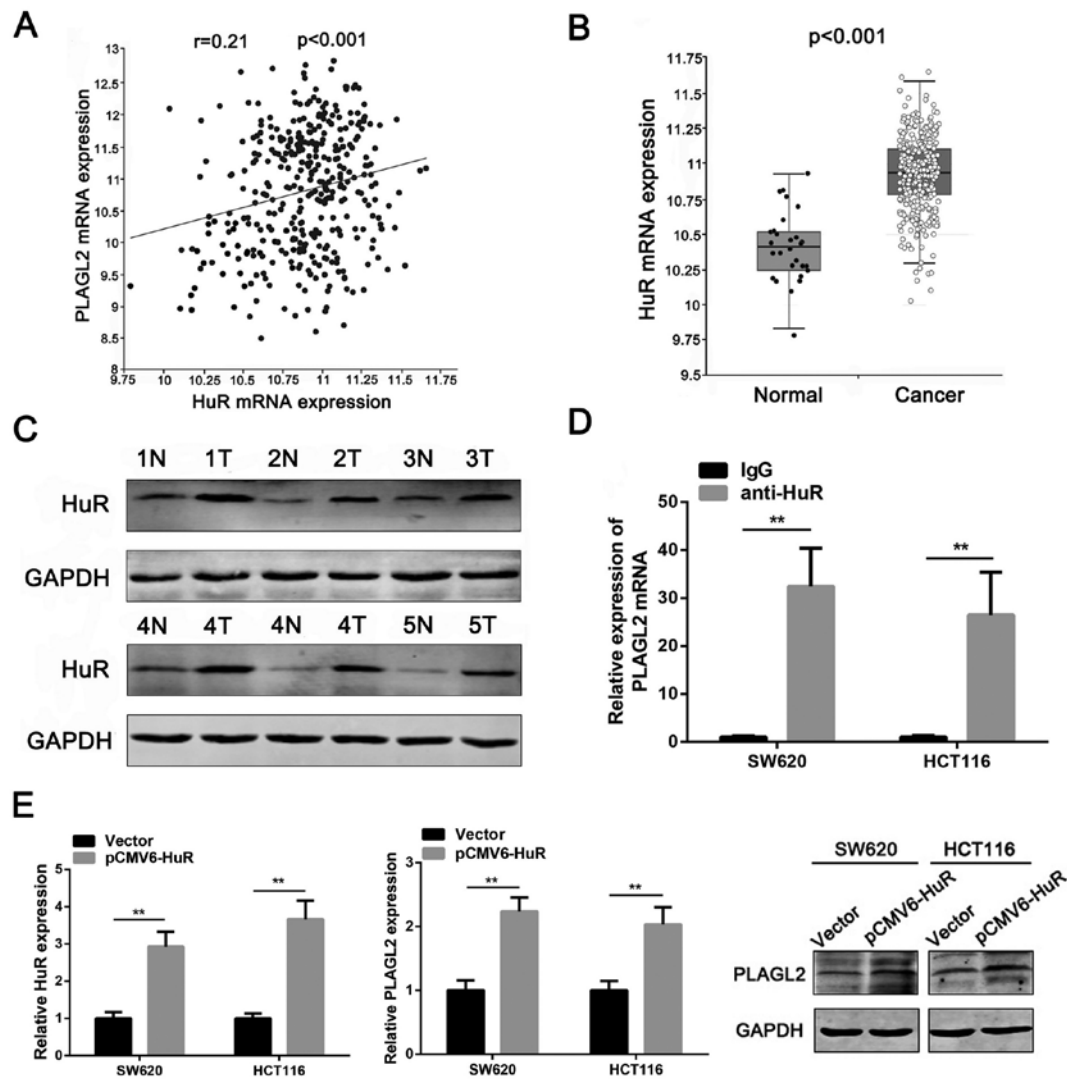 A
r=0.21 p<0.001
PLAGL2 mRNA expression
13
12.5
12
11.5
11
10.5
10
9.5
9
8.5
8
9.75 10 10.25 10.5 10.75 11 11.25 11.5 11.75
HuR mRNA expression
B
p<0.001
HuR mRNA expression
11.75
11.5
11.25
11
10.75
10.5
10.25
10
9.75
9.5
Normal Cancer
C
1N 1T 2N 2T 3N 3T
HuR
GAPDH
4N 4T 4N 4T 5N 5T
HuR
GAPDH
D
IgG
anti-HuR
Relative expression of
PLAGL2 mRNA
50
40
30
20
10
0
** **
SW620 HCT116
E
Vector
pCMV6-HuR
Relative HuR expression
5
4
3
2
1
0
** **
SW620 HCT116
Vector
pCMV6-HuR
Relative PLAGL2 expression
3
2
1
0
** **
SW620 HCT116
SW620 HCT116
Vector pCMV6-HuR Vector pCMV6-HuR
PLAGL2
GAPDH